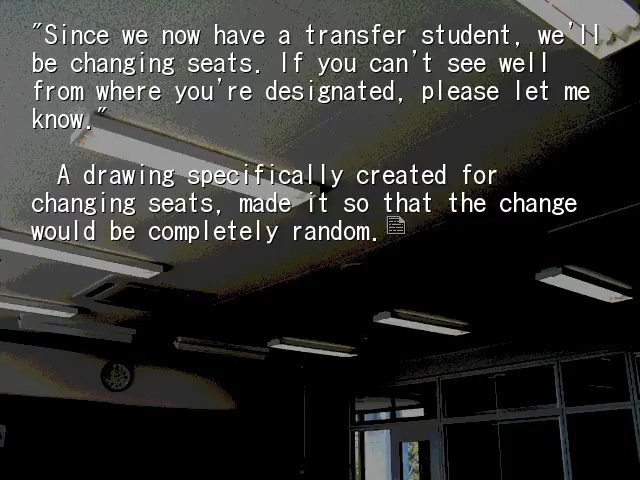 "Since we now have a transfer student, we'll
be changing seats. If you can't see well
from where you're designated, please let me
know."
A drawing specifically created for
changing seats, made it so that the change
would be completely random.